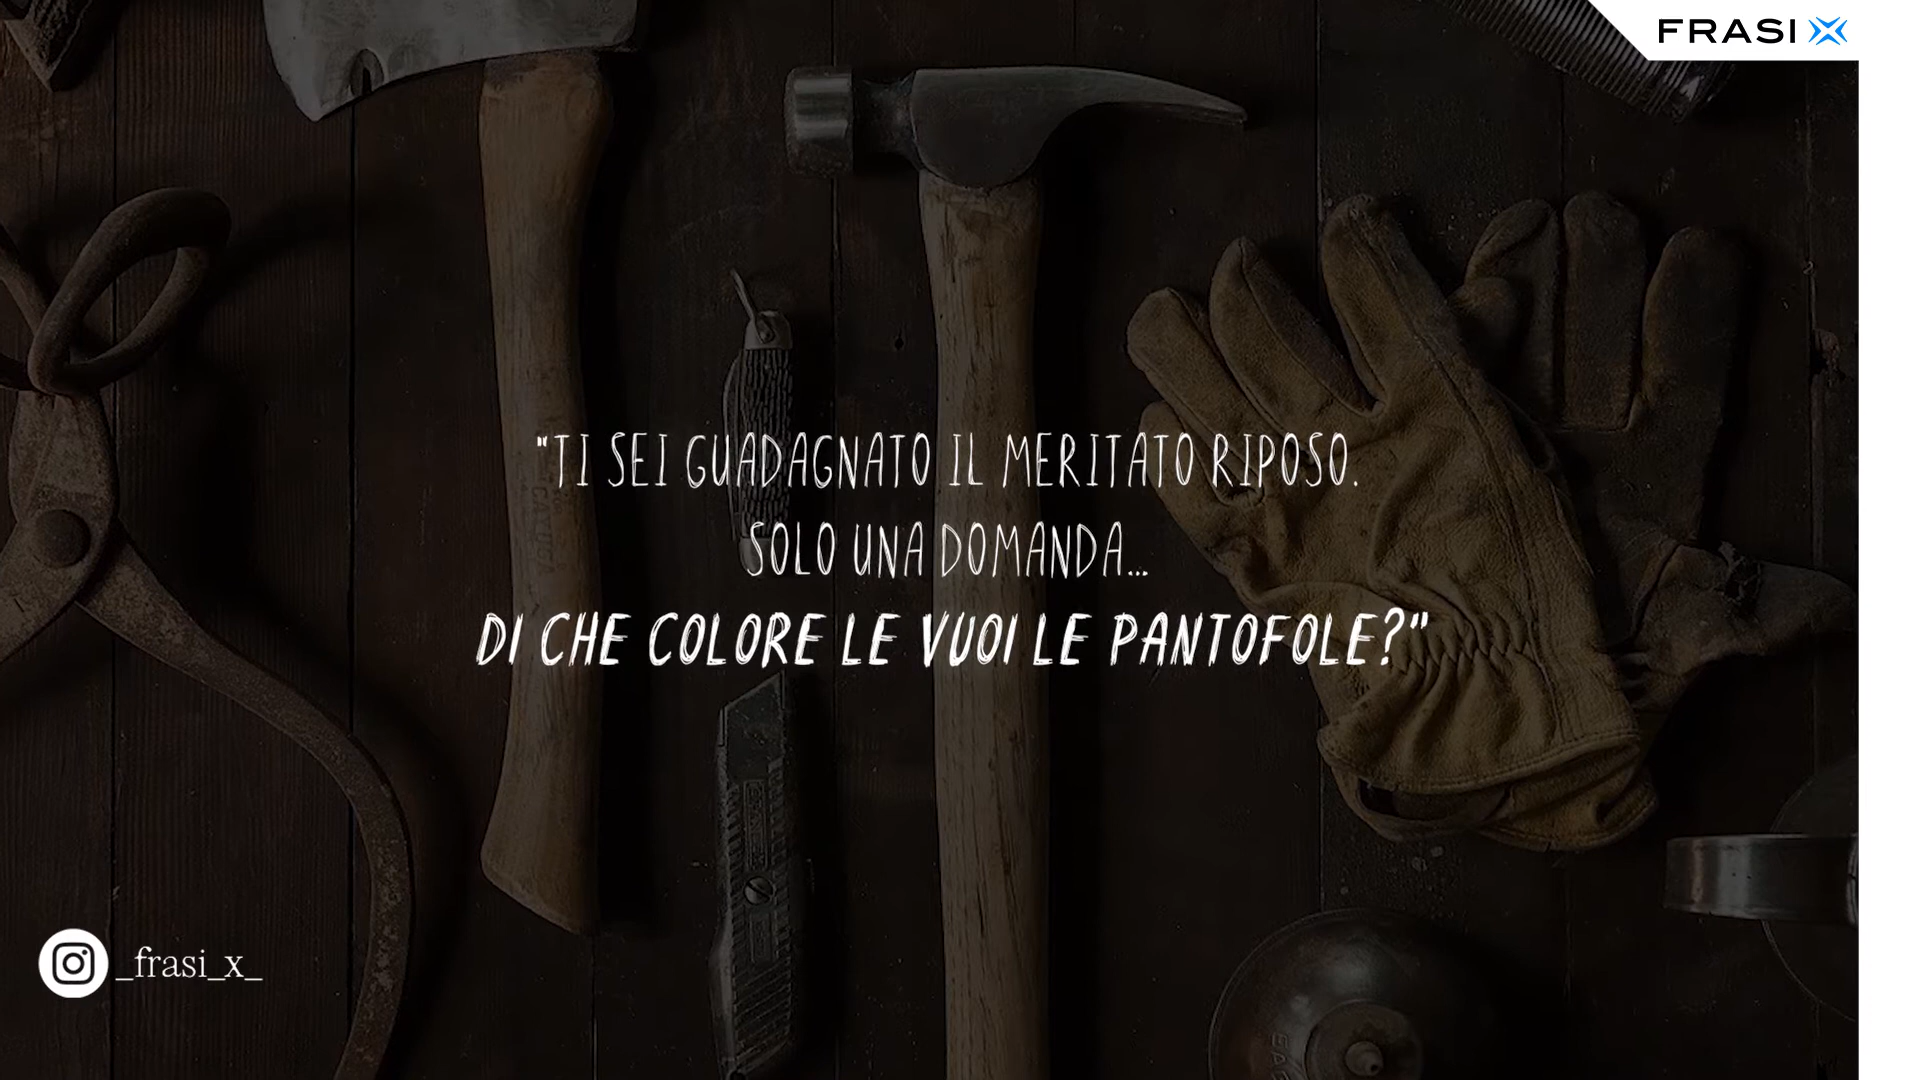 FRASI X
"TI SEI GUADAGNATO IL MERITATO RIPOSO.
SOLO UNA DOMANDA...
DI CHE COLORE LE VUOI LE PANTOFOLE?"
_frasi_x_